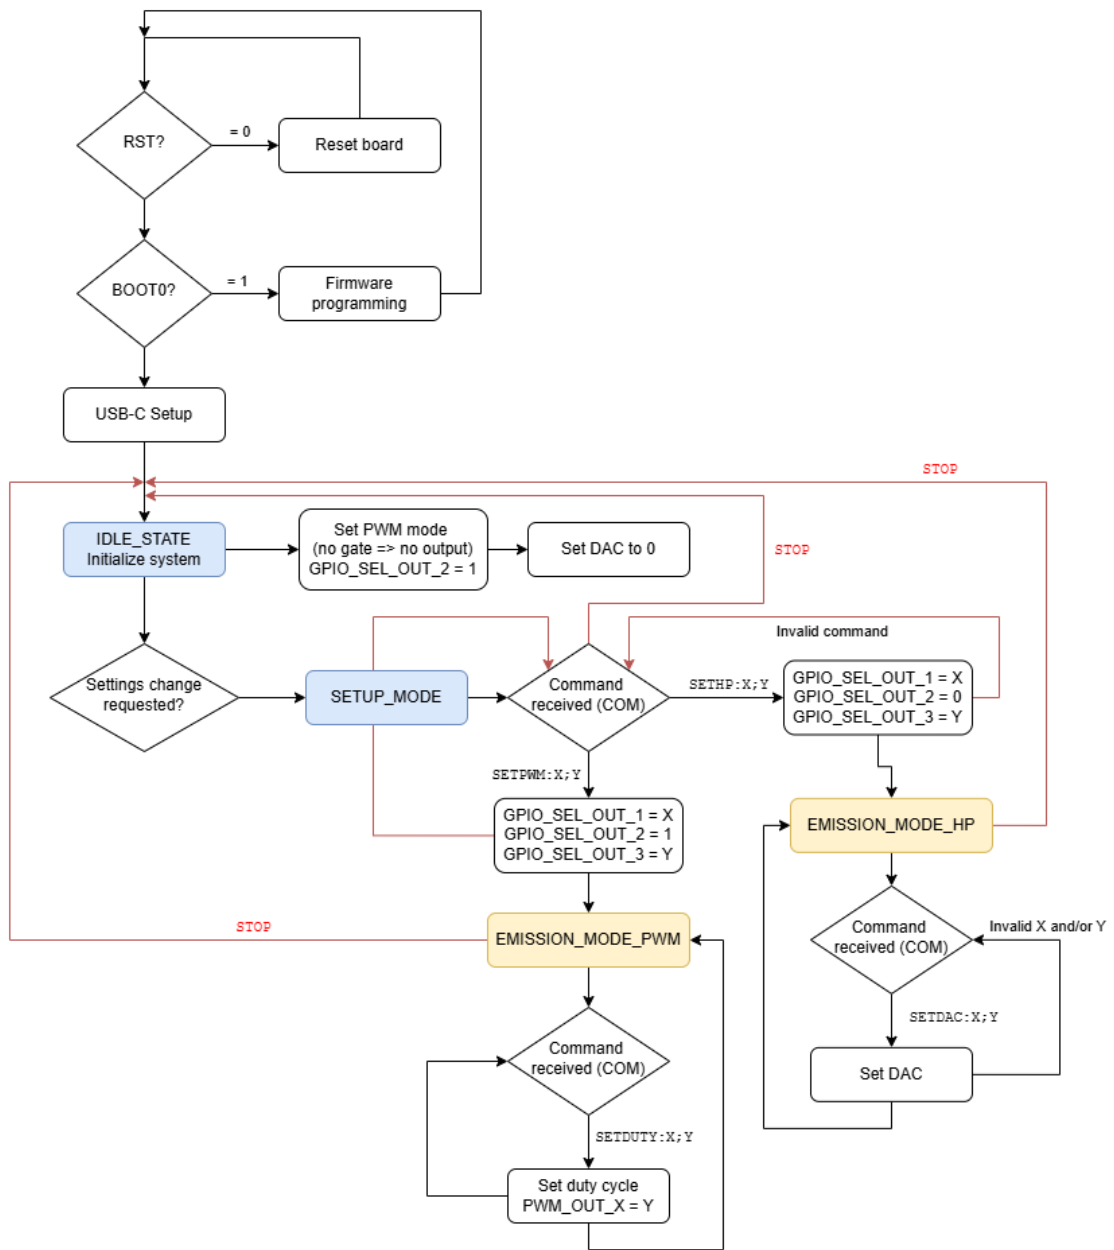 RST?
= 0
Reset board
BOOT0?
= 1
Firmware
programming
USB-C Setup
STOP
IDLE_STATE
Initialize system
Set PWM mode
(no gate => no output)
GPIO_SEL_OUT_2 = 1
Set DAC to 0
STOP
Settings change
requested?
SETUP_MODE
Command
received (COM)
Invalid command
SETHP:X;Y
GPIO_SEL_OUT_1 = X
GPIO_SEL_OUT_2 = 0
GPIO_SEL_OUT_3 = Y
SETPWM:X;Y
GPIO_SEL_OUT_1 = X
GPIO_SEL_OUT_2 = 1
GPIO_SEL_OUT_3 = Y
EMISSION_MODE_HP
STOP
EMISSION_MODE_PWM
Command
received (COM)
Invalid X and/or Y
SETDAC:X;Y
Set DAC
Command
received (COM)
SETDUTY:X;Y
Set duty cycle
PWM_OUT_X = Y